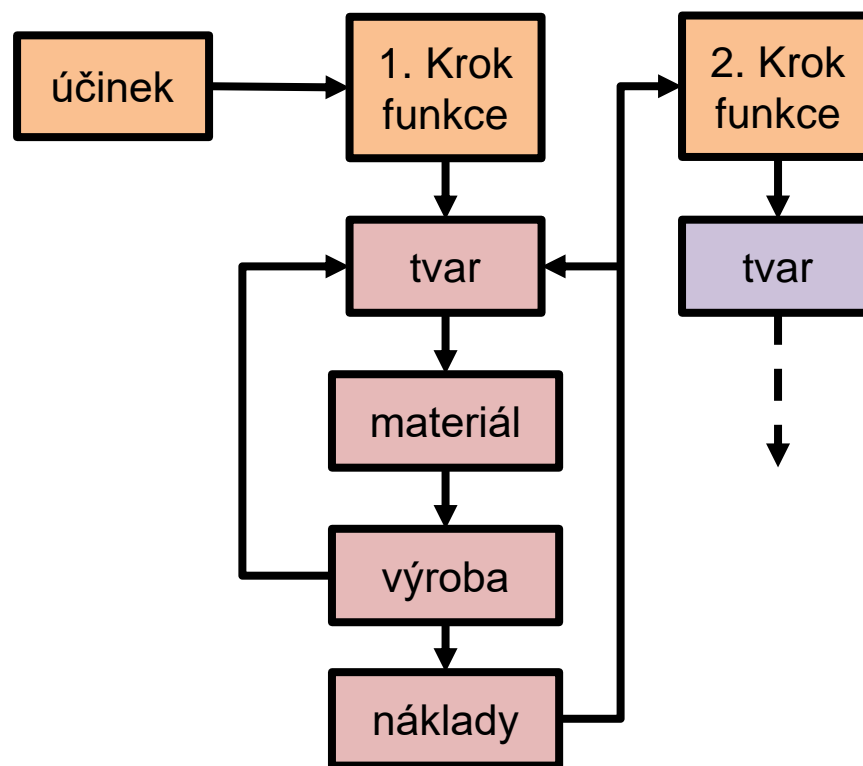 účinek
1. Krok
funkce
tvar
materiál
výroba
náklady
2. Krok
funkce
tvar